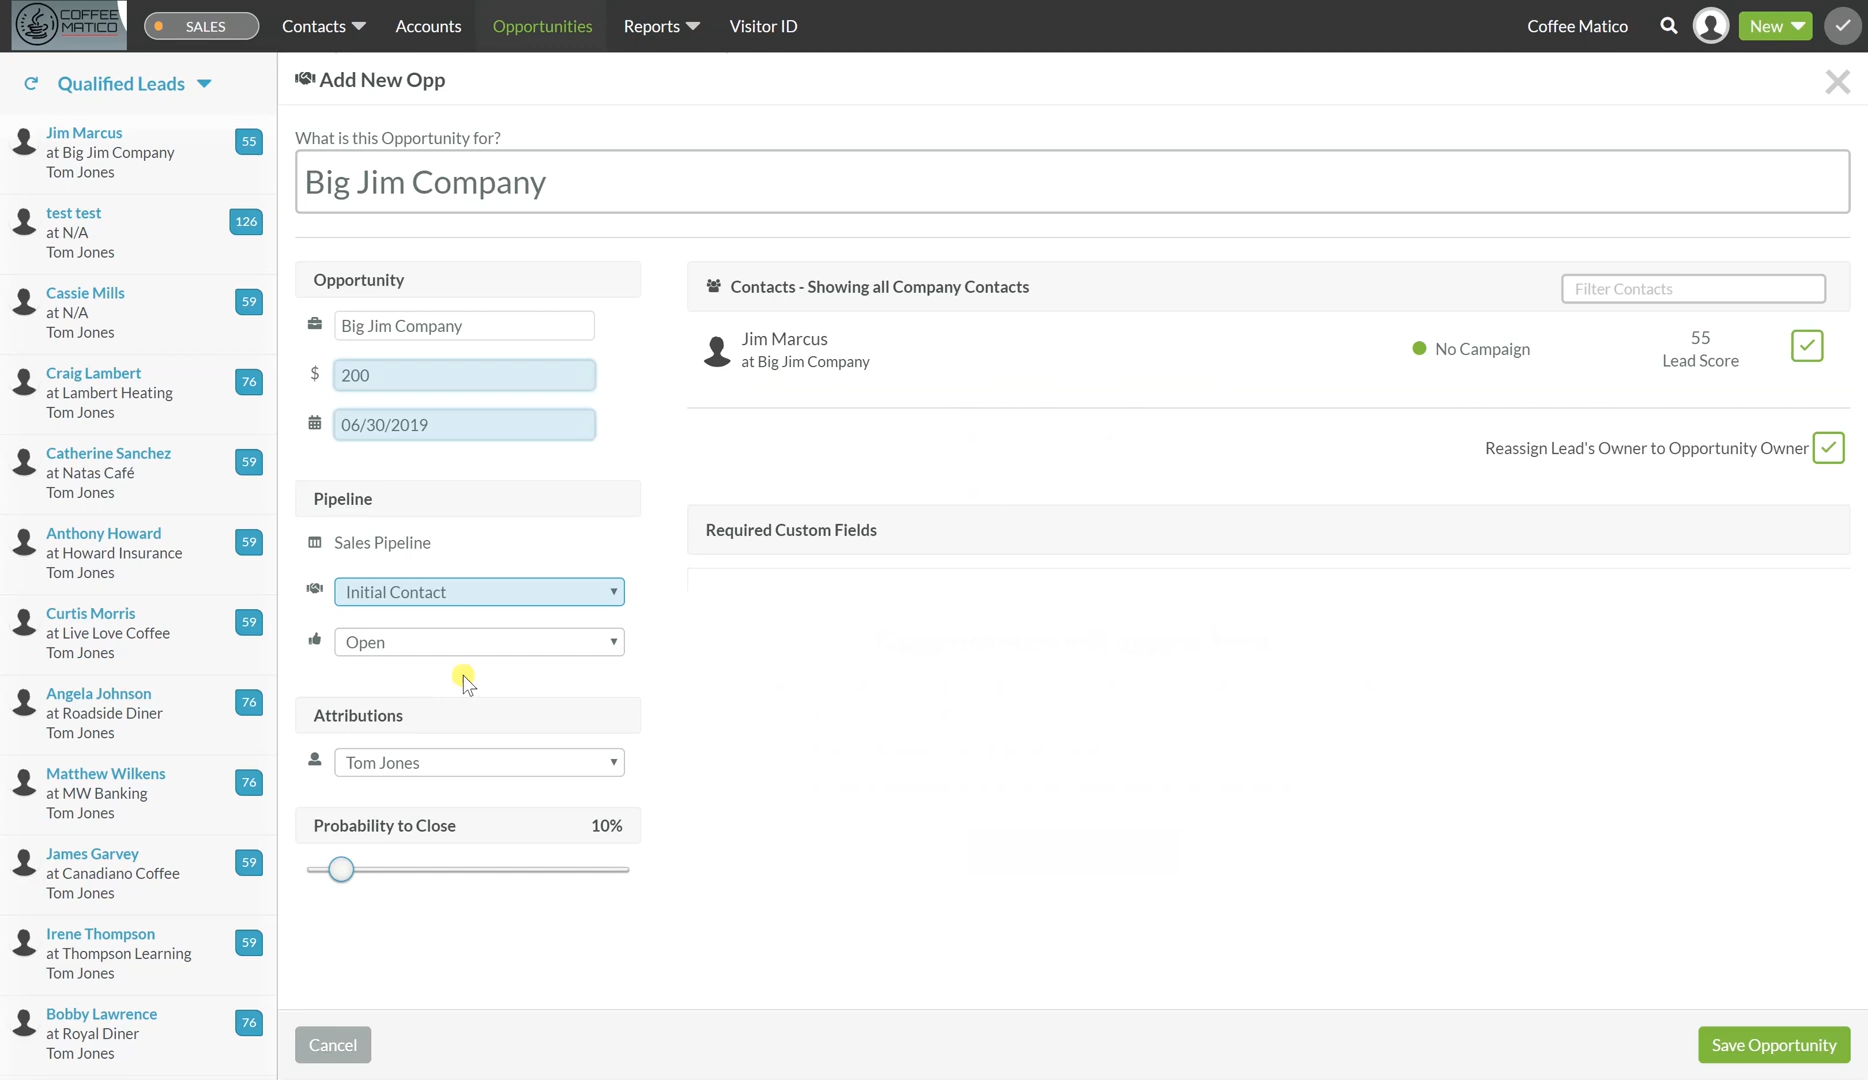 COFFEE
MATICO
SALES
Contacts
Accounts
Opportunities
Reports
Visitor ID
Coffee Matico
New
Qualified Leads
Jim Marcus
at Big Jim Company
Tom Jones
55
test test
at N/A
Tom Jones
126
Cassie Mills
at N/A
Tom Jones
59
Craig Lambert
at Lambert Heating
Tom Jones
76
Catherine Sanchez
at Natas Café
Tom Jones
59
Anthony Howard
at Howard Insurance
Tom Jones
59
Curtis Morris
at Live Love Coffee
Tom Jones
59
Angela Johnson
at Roadside Diner
Tom Jones
76
Matthew Wilkens
at MW Banking
Tom Jones
76
James Garvey
at Canadiano Coffee
Tom Jones
59
Irene Thompson
at Thompson Learning
Tom Jones
59
Bobby Lawrence
at Royal Diner
Tom Jones
76
Add New Opp
What is this Opportunity for?
Big Jim Company
Opportunity
Big Jim Company
$ 200
06/30/2019
Pipeline
Sales Pipeline
Initial Contact
Open
Attributions
Tom Jones
Probability to Close 10%
Contacts - Showing all Company Contacts
Filter Contacts
Jim Marcus
at Big Jim Company
No Campaign
55
Lead Score
Reassign Lead's Owner to Opportunity Owner
Required Custom Fields
Cancel
Save Opportunity